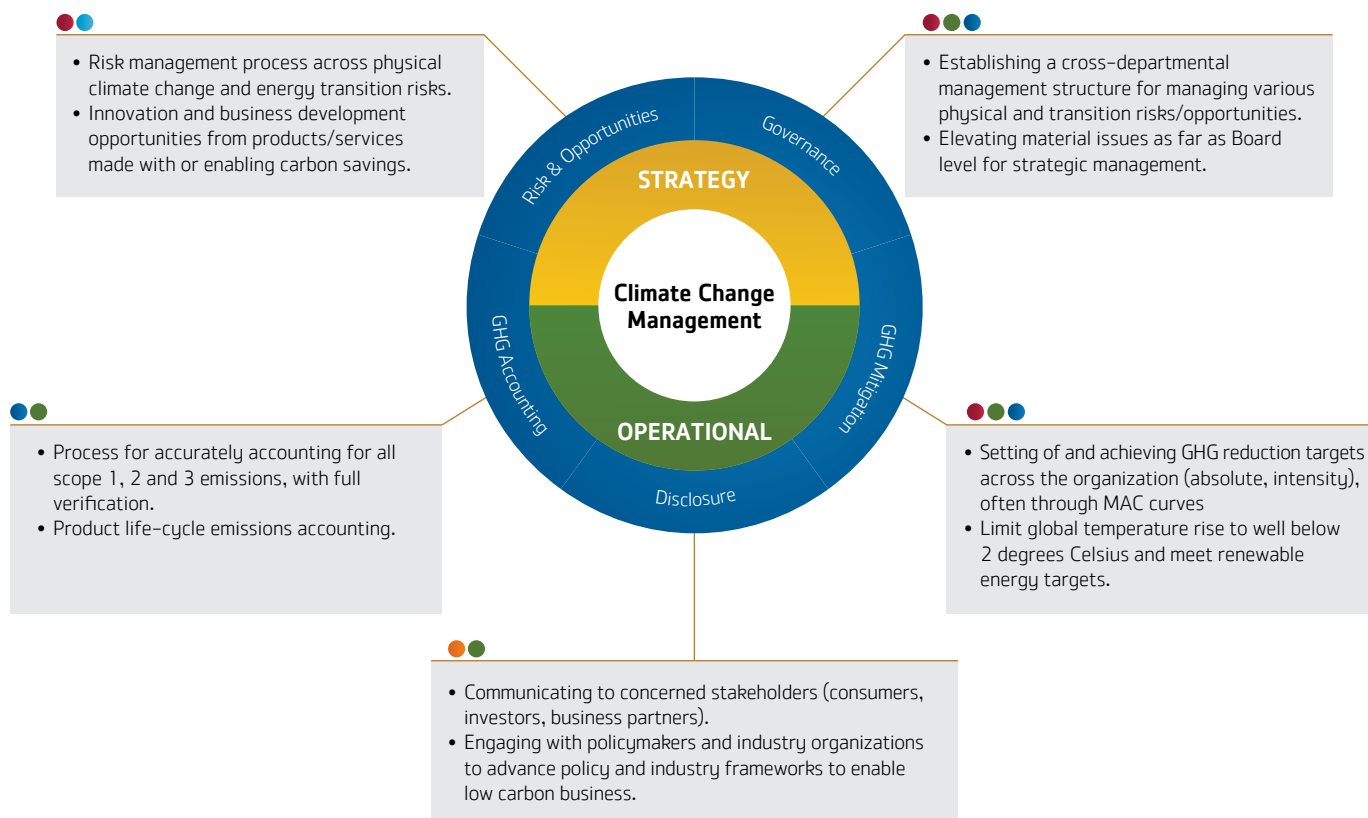 • Risk management process across physical
climate change and energy transition risks.
• Innovation and business development
opportunities from products/services
made with or enabling carbon savings.
• Establishing a cross-departmental
management structure for managing various
physical and transition risks/opportunities.
• Elevating material issues as far as Board
level for strategic management.
Risk & Opportunities
Governance
STRATEGY
Climate Change
Management
GHG Accounting
GHG Mitigation
OPERATIONAL
Disclosure
• Process for accurately accounting for all
scope 1, 2 and 3 emissions, with full
verification.
• Product life-cycle emissions accounting.
• Setting of and achieving GHG reduction targets
across the organization (absolute, intensity),
often through MAC curves
• Limit global temperature rise to well below
2 degrees Celsius and meet renewable
energy targets.
• Communicating to concerned stakeholders (consumers,
investors, business partners).
• Engaging with policymakers and industry organizations
to advance policy and industry frameworks to enable
low carbon business.